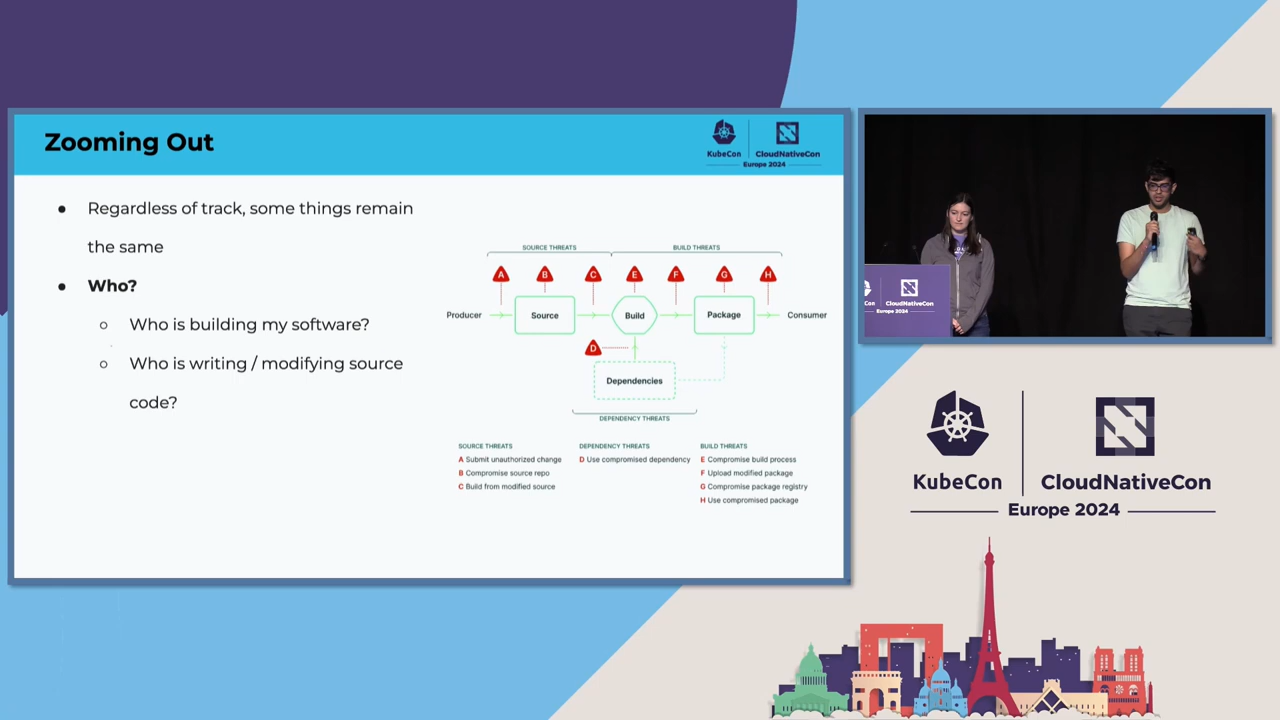 Zooming Out
KubeCon
CloudNativeCon
Europe 2024
● Regardless of track, some things remain
the same
● Who?
○ Who is building my software?
○ Who is writing / modifying source
code?
SOURCE THREATS
BUILD THREATS
A
B
C
E
F
G
H
Producer
Source
Build
Package
Consumer
D
Dependencies
DEPENDENCY THREATS
SOURCE THREATS
A Submit unauthorized change
B Compromise source repo
C Build from modified source
DEPENDENCY THREATS
D Use compromised dependency
BUILD THREATS
E Compromise build process
F Upload modified package
G Compromise package registry
H Use compromised package
CloudNativeCon
Europe 2024
KubeCon
CloudNativeCon
Europe 2024